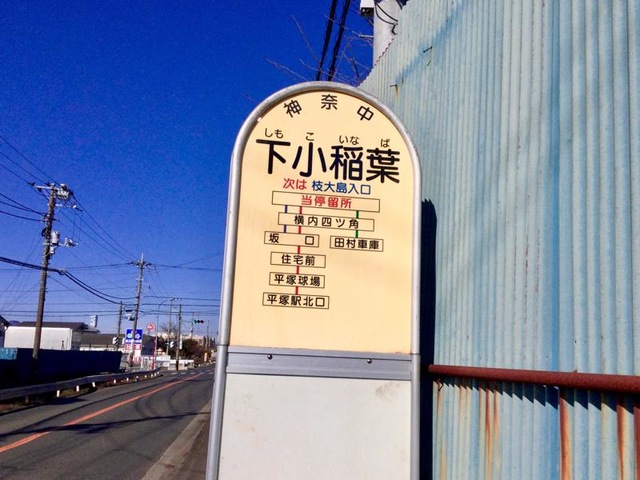 神奈中
しも こ いな ば
下小稲葉
次は 枝大島入口
当停留所
横内四ツ角
坂口 田村車庫
住宅前
平塚球場
平塚駅北口